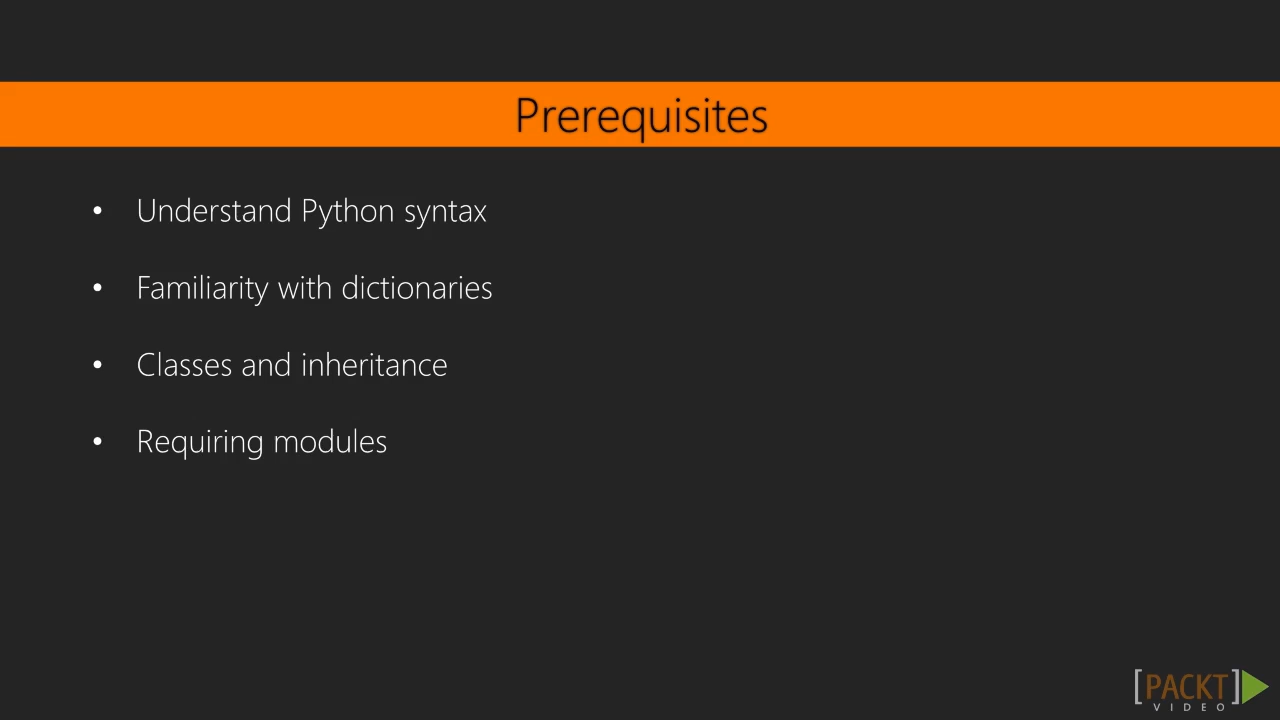 Prerequisites
• Understand Python syntax
• Familiarity with dictionaries
• Classes and inheritance
• Requiring modules
[PACKT]
VIDEO